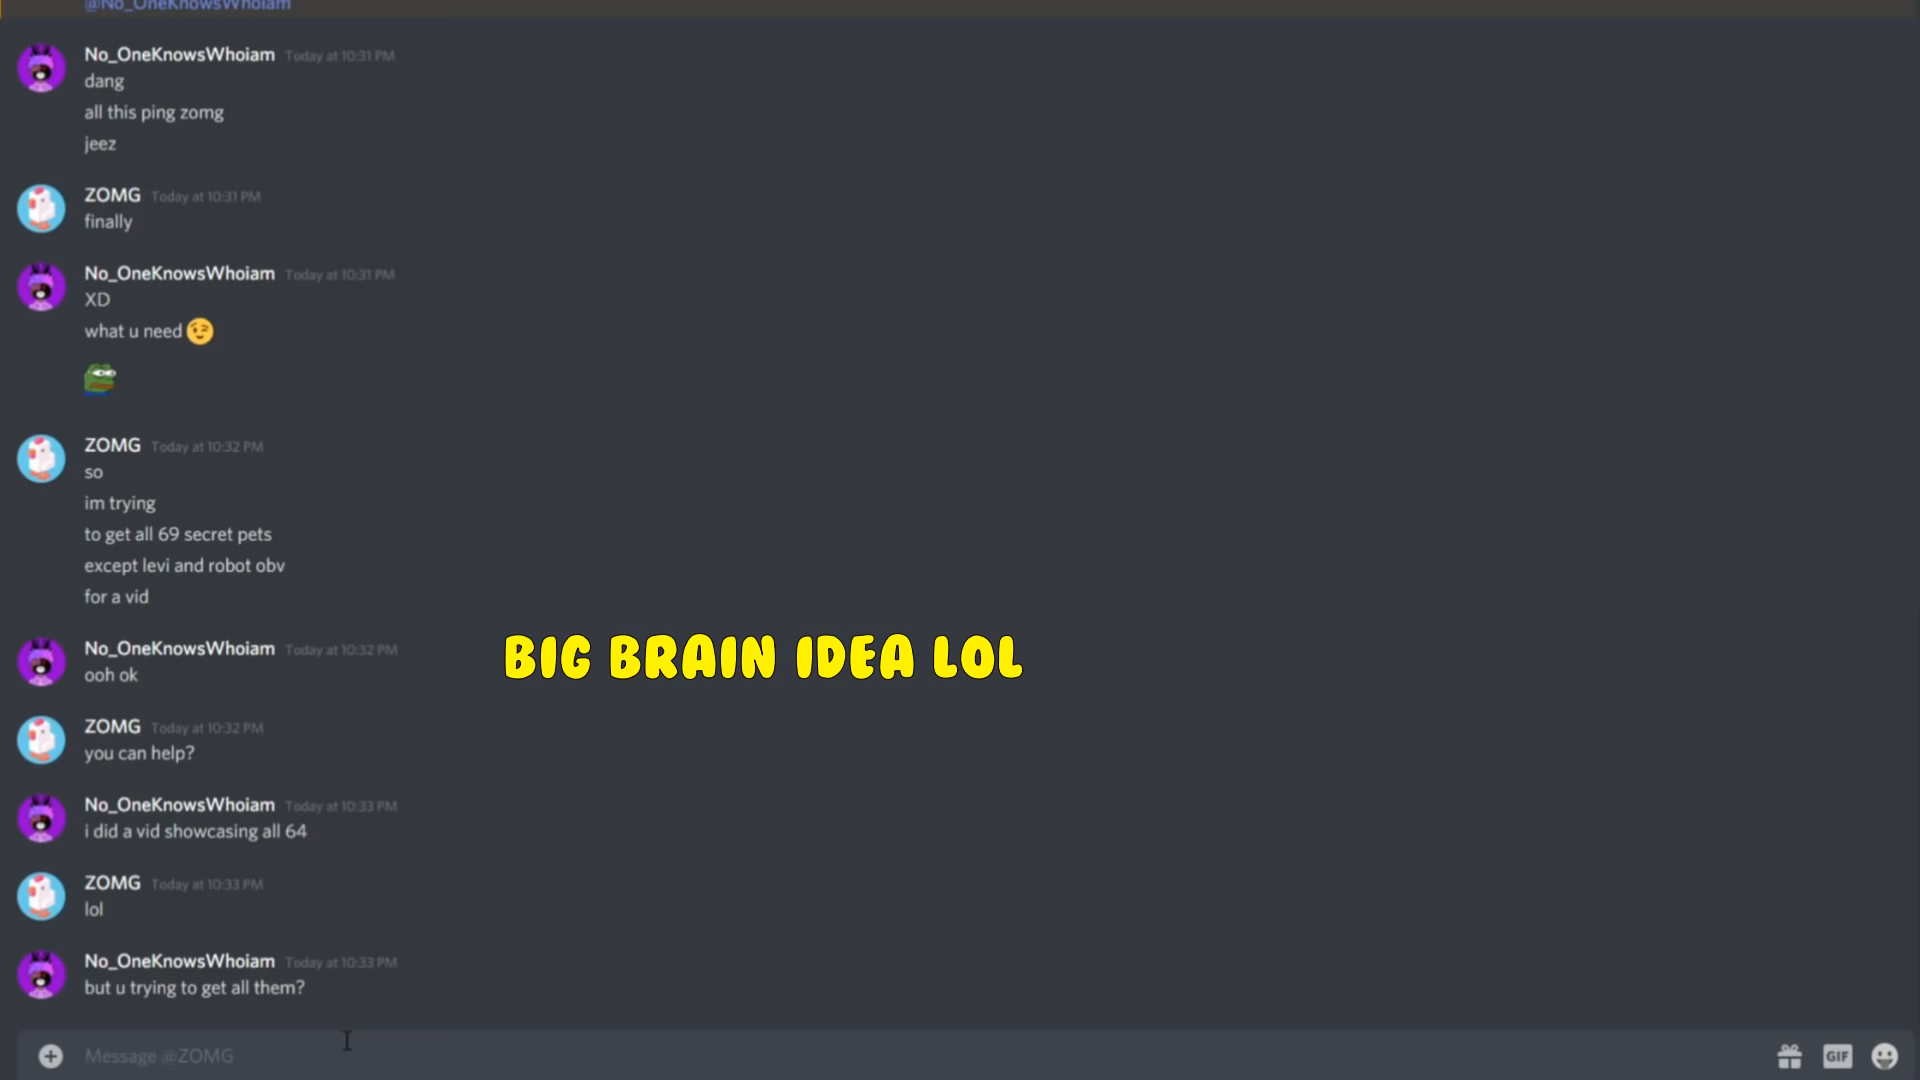 @No_OneKnowsWhoiam
No_OneKnowsWhoiam Today at 10:31 PM
dang
all this ping zomg
jeez
ZOMG Today at 10:31 PM
finally
No_OneKnowsWhoiam Today at 10:31 PM
XD
what u need
ZOMG Today at 10:32 PM
so
im trying
to get all 69 secret pets
except levi and robot obv
for a vid
No_OneKnowsWhoiam Today at 10:32 PM
ooh ok
BIG BRAIN IDEA LOL
ZOMG Today at 10:32 PM
you can help?
No_OneKnowsWhoiam Today at 10:33 PM
i did a vid showcasing all 64
ZOMG Today at 10:33 PM
lol
No_OneKnowsWhoiam Today at 10:33 PM
but u trying to get all them?
Message @ZOMG
GIF